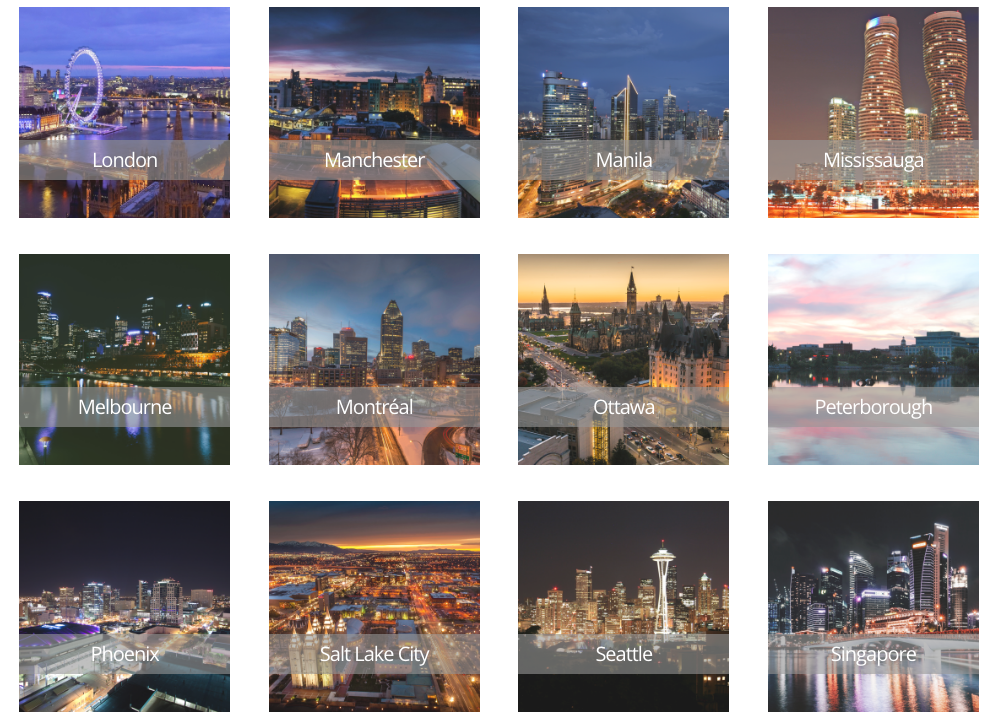 London
Manchester
Manila
Mississauga
Melbourne
Montréal
Ottawa
Peterborough
Phoenix
Salt Lake City
Seattle
Singapore